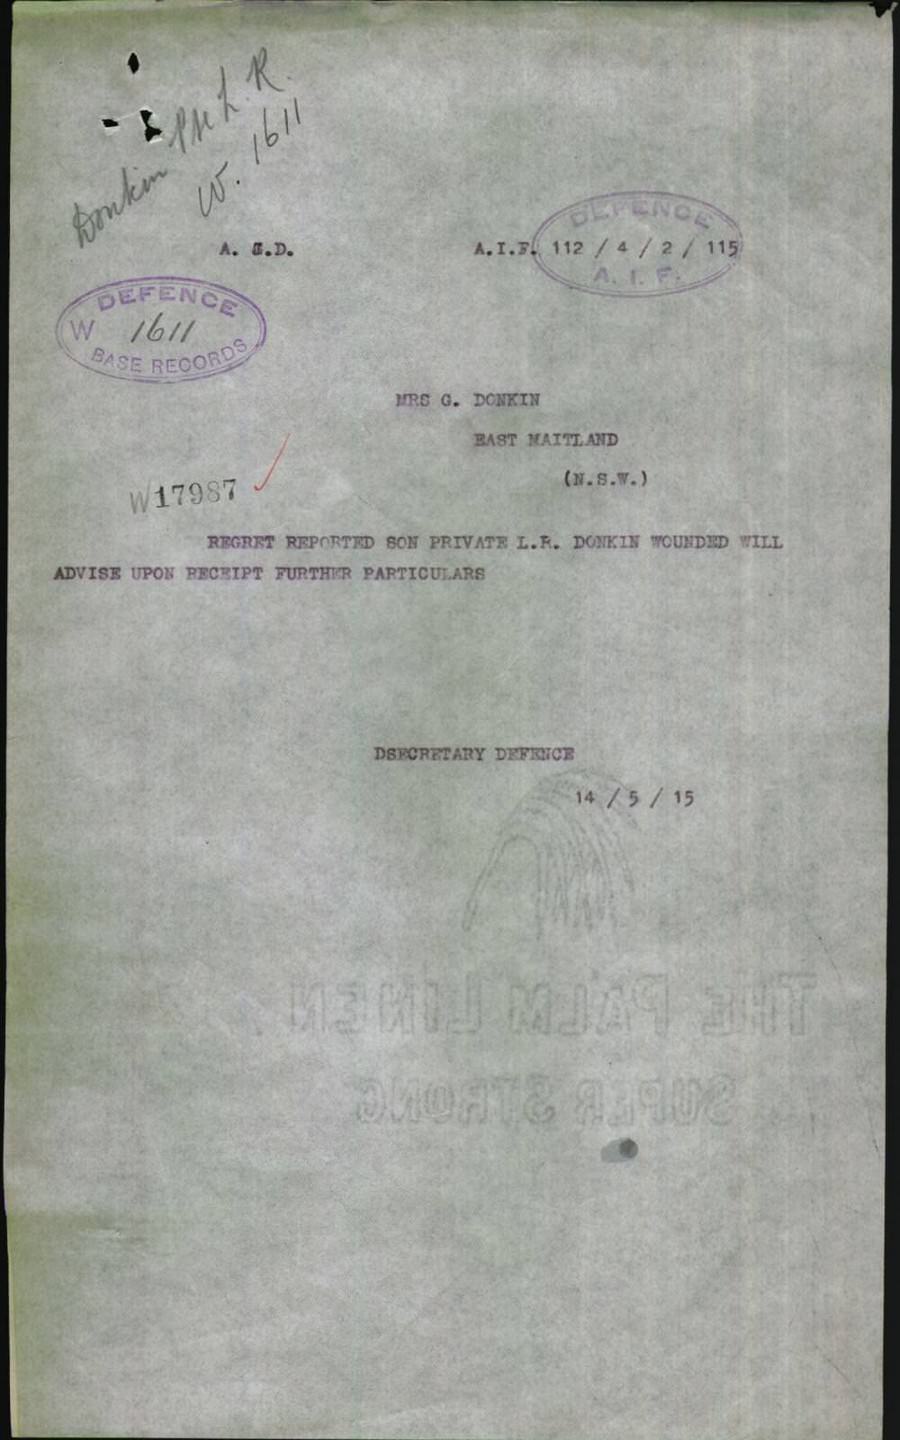 Donkin Pte L. R.
W. 1611
A. G.D.
A.I.F. 112 / 4 / 2 / 115
DEFENCE
A. I. F.
DEFENCE
W 1611
BASE RECORDS
MRS G. DONKIN
EAST MAITLAND
(N.S.W.)
W17987
REGRET REPORTED SON PRIVATE L.R. DONKIN WOUNDED WILL
ADVISE UPON RECEIPT FURTHER PARTICULARS
DSECRETARY DEFENCE
14 / 5 / 15
THE PALM LINEN
SUPER STRONG